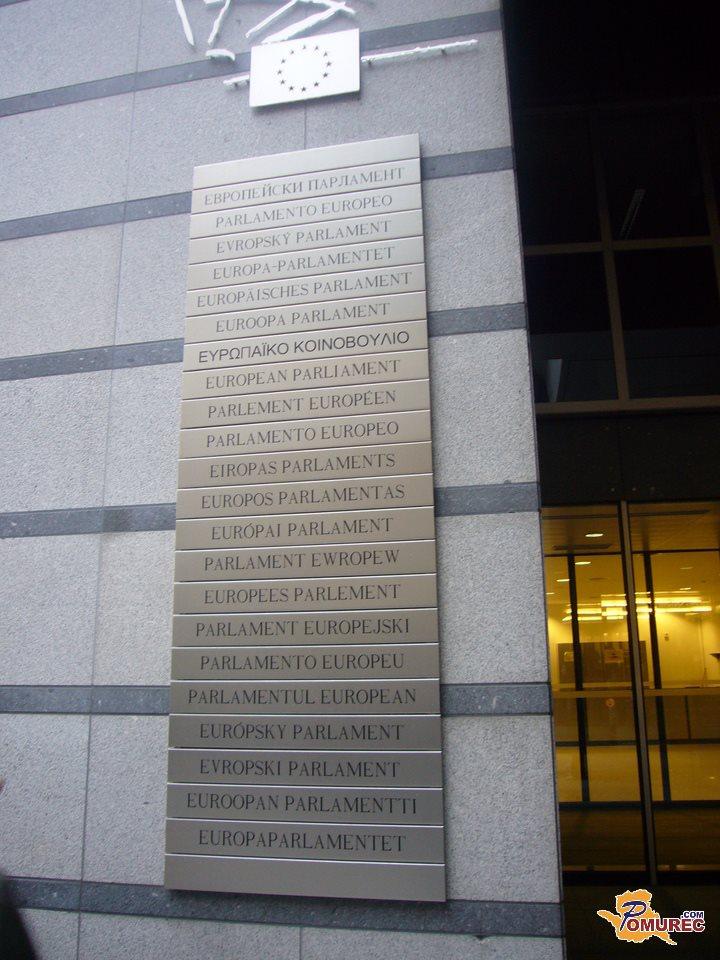 ЕВРОПЕЙСКИ ПАРЛАМЕНТ
PARLAMENTO EUROPEO
EVROPSKÝ PARLAMENT
EUROPA-PARLAMENTET
EUROPÄISCHES PARLAMENT
EUROOPA PARLAMENT
ΕΥΡΩΠΑΪΚΟ ΚΟΙΝΟΒΟΥΛΙΟ
EUROPEAN PARLIAMENT
PARLEMENT EUROPÉEN
PARLAMENTO EUROPEO
EIROPAS PARLAMENTS
EUROPOS PARLAMENTAS
EURÓPAI PARLAMENT
PARLAMENT EWROPEW
EUROPEES PARLEMENT
PARLAMENT EUROPEJSKI
PARLAMENTO EUROPEU
PARLAMENTUL EUROPEAN
EURÓPSKY PARLAMENT
EVROPSKI PARLAMENT
EUROOPAN PARLAMENTTI
EUROPAPARLAMENTET
POMUREC.COM